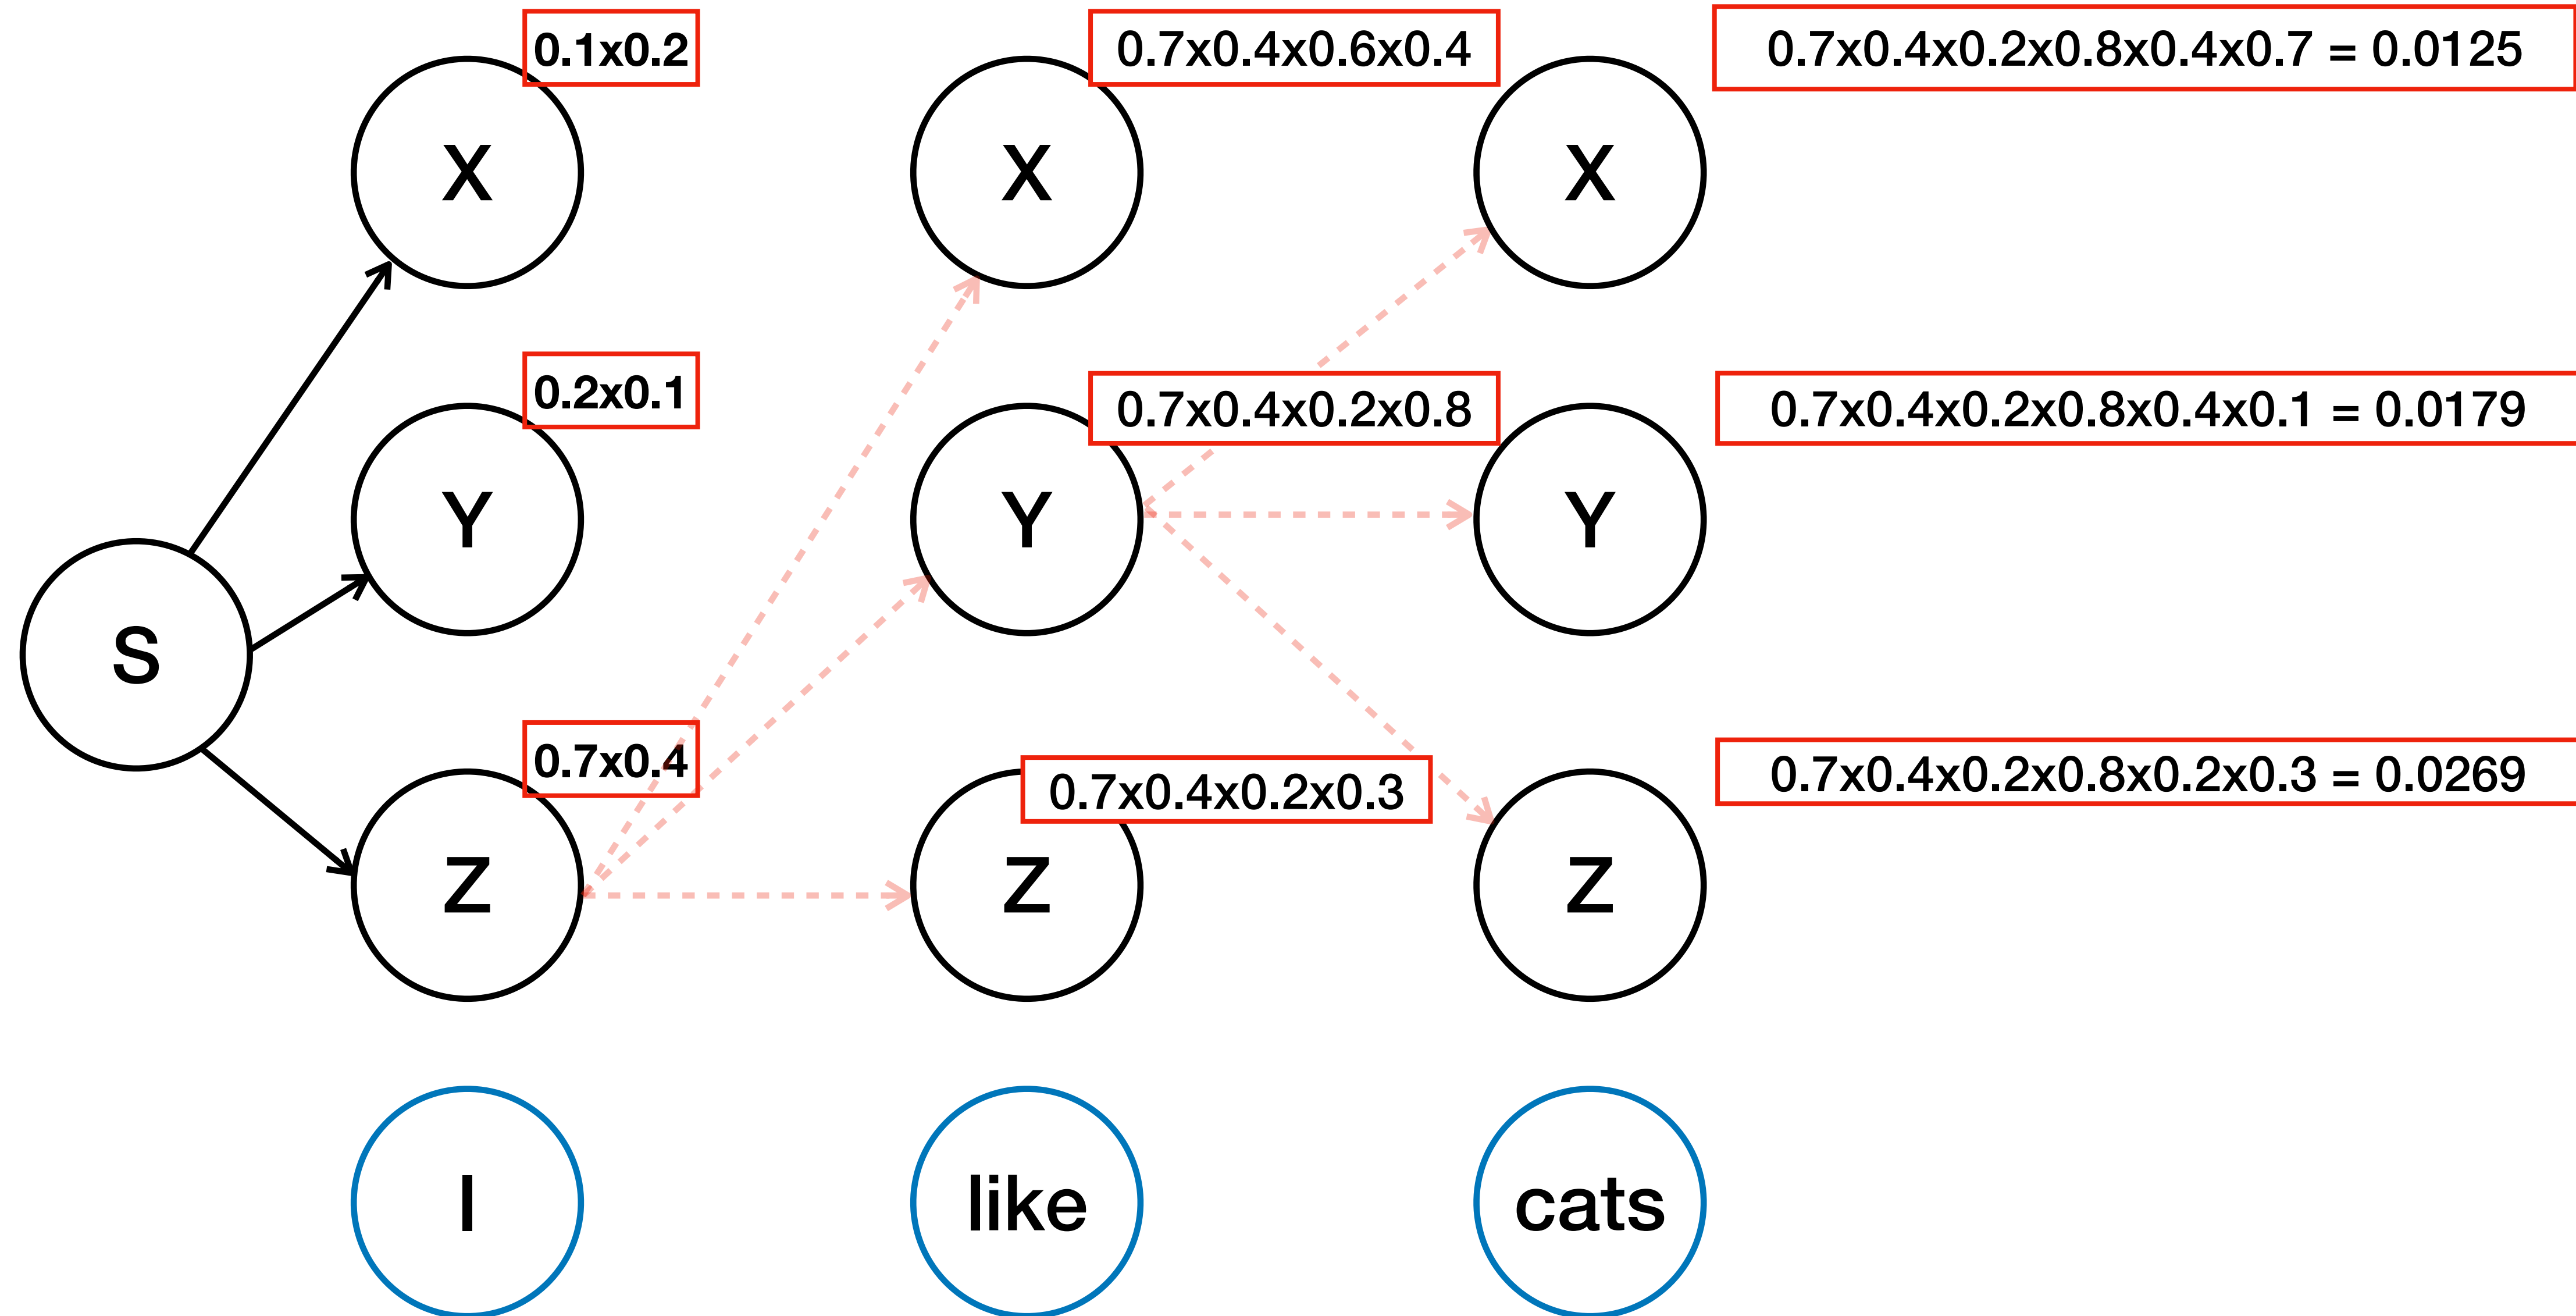 0.1x0.2
0.7x0.4x0.6x0.4
0.7x0.4x0.2x0.8x0.4x0.7 = 0.0125
X
X
X
0.2x0.1
0.7x0.4x0.2x0.8
0.7x0.4x0.2x0.8x0.4x0.1 = 0.0179
Y
Y
Y
S
0.7x0.4
0.7x0.4x0.2x0.3
0.7x0.4x0.2x0.8x0.2x0.3 = 0.0269
Z
Z
Z
I
like
cats